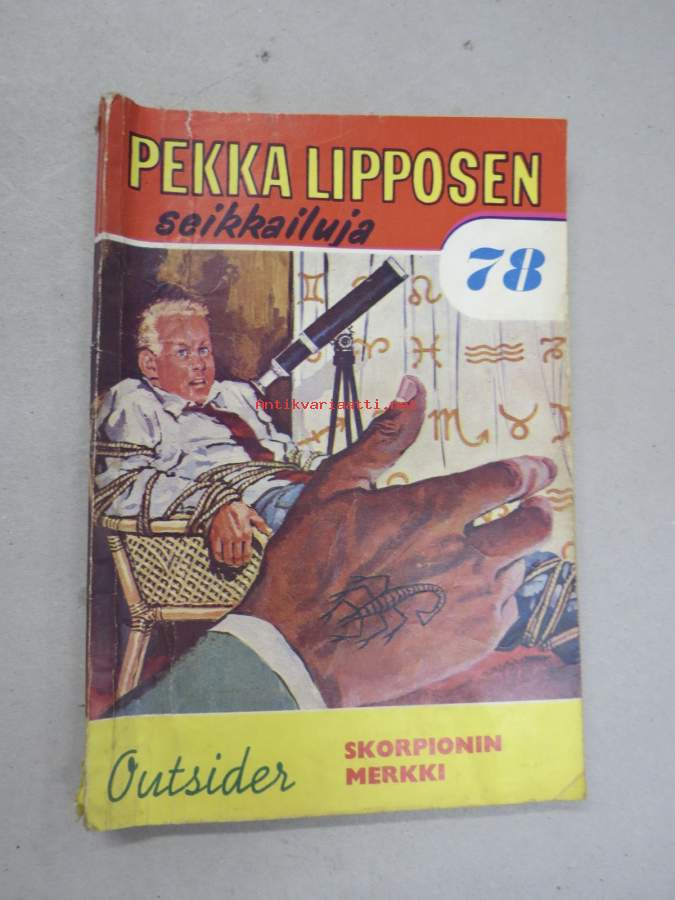 PEKKA LIPPOSEN
seikkailuja
78
Antikvariaatti.net
Outsider
SKORPIONIN
MERKKI